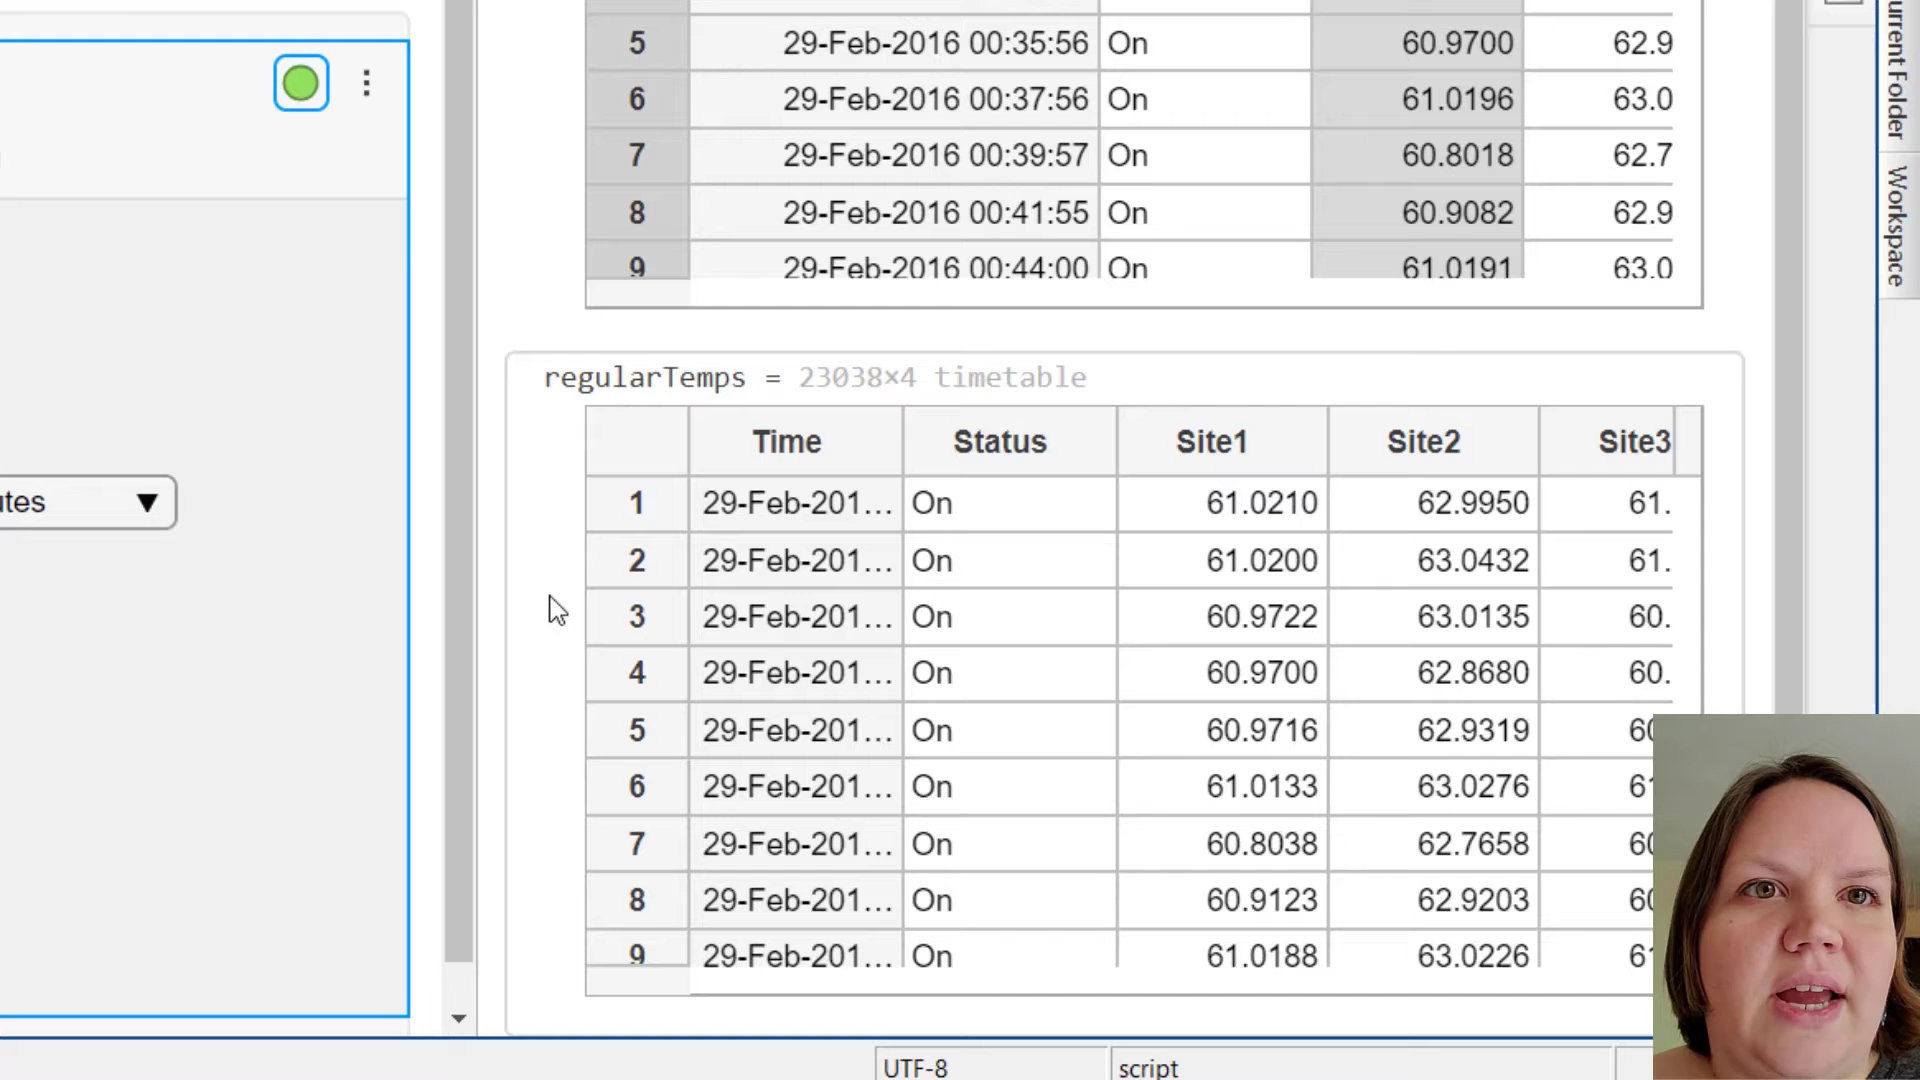 5 29-Feb-2016 00:35:56 On 60.9700 62.9
6 29-Feb-2016 00:37:56 On 61.0196 63.0
7 29-Feb-2016 00:39:57 On 60.8018 62.7
8 29-Feb-2016 00:41:55 On 60.9082 62.9
9 29-Feb-2016 00:44:00 On 61.0191 63.0
regularTemps = 23038×4 timetable
Time Status Site1 Site2 Site3
1 29-Feb-201... On 61.0210 62.9950 61.
2 29-Feb-201... On 61.0200 63.0432 61.
3 29-Feb-201... On 60.9722 63.0135 60.
4 29-Feb-201... On 60.9700 62.8680 60.
5 29-Feb-201... On 60.9716 62.9319 60
6 29-Feb-201... On 61.0133 63.0276 61
7 29-Feb-201... On 60.8038 62.7658 60
8 29-Feb-201... On 60.9123 62.9203 60
9 29-Feb-201... On 61.0188 63.0226 61
utes
urrent Folder
Workspace
UTF-8
script